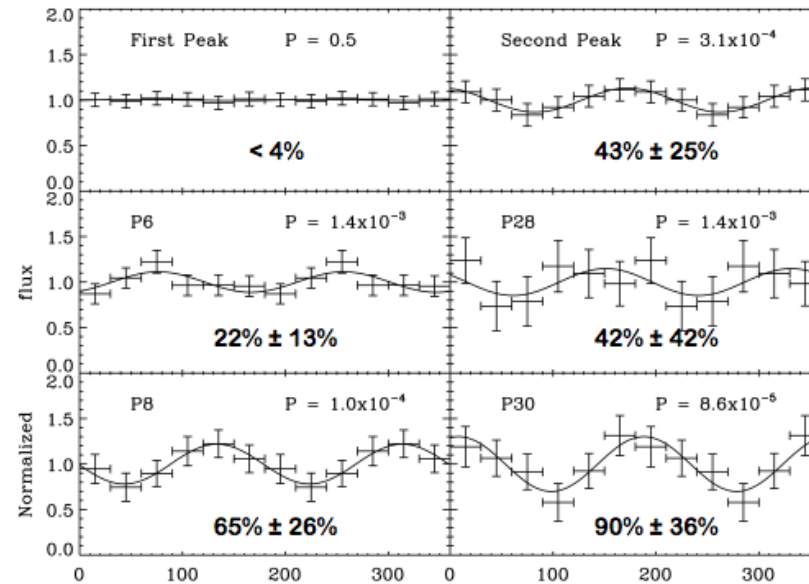 2.0
First Peak P = 0.5
Second Peak P = 3.1x10⁻⁴
1.5
1.0
0.5
< 4%
43% ± 25%
0.0
2.0
P6 P = 1.4x10⁻³
P28 P = 1.4x10⁻³
1.5
1.0
flux
0.5
22% ± 13%
42% ± 42%
0.0
2.0
P8 P = 1.0x10⁻⁴
P30 P = 8.6x10⁻⁵
1.5
1.0
Normalized
0.5
65% ± 26%
90% ± 36%
0.0
0 100 200 300 0 100 200 300